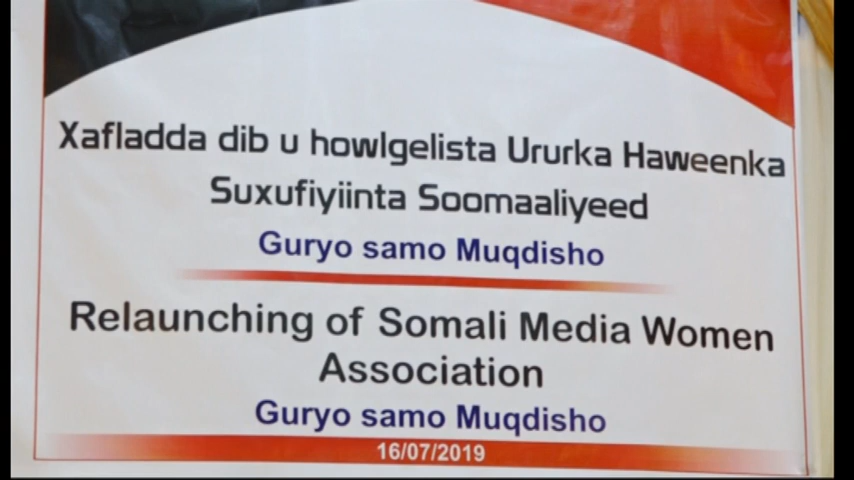 Xafladda dib u howlgelista Ururka Haweenka
Suxufiyiinta Soomaaliyeed
Guryo samo Muqdisho
Relaunching of Somali Media Women
Association
Guryo samo Muqdisho
16/07/2019